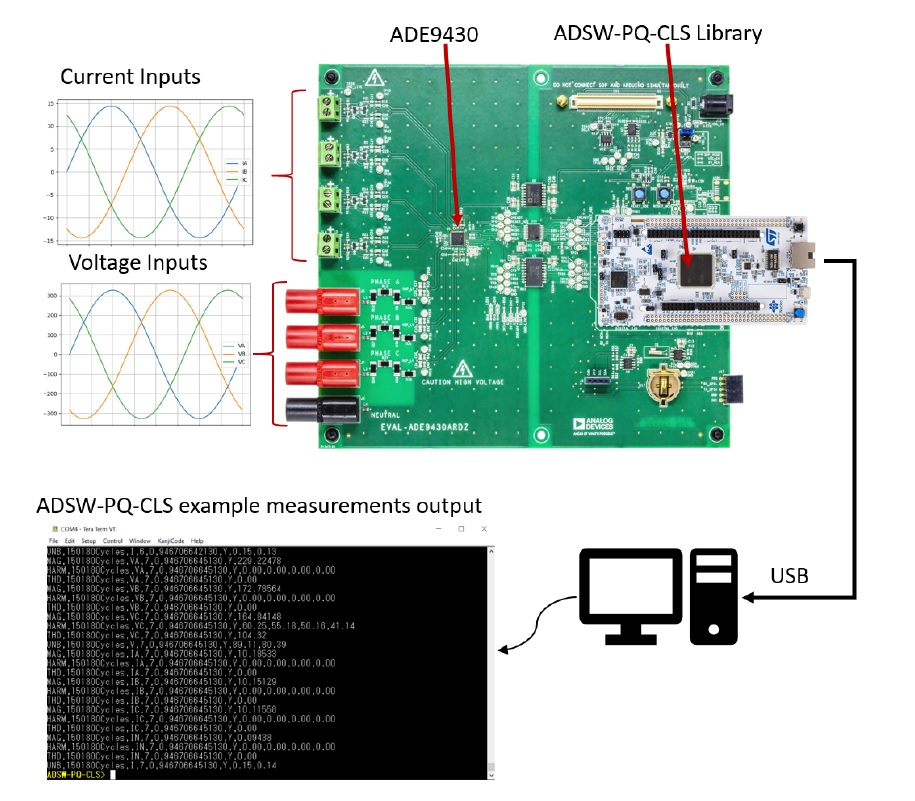 ADE9430
ADSW-PQ-CLS Library
Current Inputs
15
10
5
0
−5
−10
−15
IA
IB
IC
Voltage Inputs
300
200
100
0
−100
−200
−300
VA
VB
VC
DO NOT CONNECT SDP AND ARDUINO SIMULTANEOUSLY
PHASE A
PHASE B
PHASE C
NEUTRAL
CAUTION HIGH VOLTAGE
EVAL-ADE9430ARDZ
ANALOG
DEVICES
AHEAD OF WHAT'S POSSIBLE
USB
ADSW-PQ-CLS example measurements output
COM4 - Tera Term VT
File Edit Setup Control Window KanjiCode Help
UNB,150180Cycles,I,6,0,946706642130,Y,0.15,0.13
MAG,150180Cycles,VA,7,0,946706645130,Y,229.22478
HARM,150180Cycles,VA,7,0,946706645130,Y,0.00,0.00,0.00,0.00
THD,150180Cycles,VA,7,0,946706645130,Y,0.00
MAG,150180Cycles,VB,7,0,946706645130,Y,172.78564
HARM,150180Cycles,VB,7,0,946706645130,Y,0.00,0.00,0.00,0.00
THD,150180Cycles,VB,7,0,946706645130,Y,0.00
MAG,150180Cycles,VC,7,0,946706645130,Y,164.84148
HARM,150180Cycles,VC,7,0,946706645130,Y,60.25,55.18,50.16,41.14
THD,150180Cycles,VC,7,0,946706645130,Y,104.32
UNB,150180Cycles,V,7,0,946706645130,Y,89.11,80.39
MAG,150180Cycles,IA,7,0,946706645130,Y,10.18533
HARM,150180Cycles,IA,7,0,946706645130,Y,0.00,0.00,0.00,0.00
THD,150180Cycles,IA,7,0,946706645130,Y,0.00
MAG,150180Cycles,IB,7,0,946706645130,Y,10.15129
HARM,150180Cycles,IB,7,0,946706645130,Y,0.00,0.00,0.00,0.00
THD,150180Cycles,IB,7,0,946706645130,Y,0.00
MAG,150180Cycles,IC,7,0,946706645130,Y,10.11558
HARM,150180Cycles,IC,7,0,946706645130,Y,0.00,0.00,0.00,0.00
THD,150180Cycles,IC,7,0,946706645130,Y,0.00
MAG,150180Cycles,IN,7,0,946706645130,Y,0.09438
HARM,150180Cycles,IN,7,0,946706645130,Y,0.00,0.00,0.00,0.00
THD,150180Cycles,IN,7,0,946706645130,Y,0.00
UNB,150180Cycles,I,7,0,946706645130,Y,0.15,0.14
ADSW-PQ-CLS>